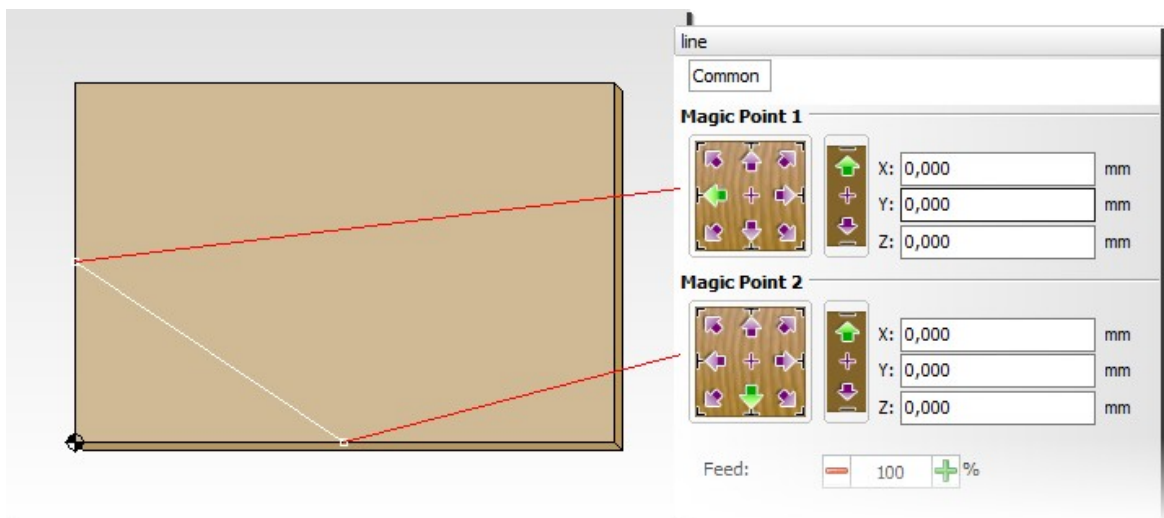 line
Common
Magic Point 1
X: 0,000 mm
Y: 0,000 mm
Z: 0,000 mm
Magic Point 2
X: 0,000 mm
Y: 0,000 mm
Z: 0,000 mm
Feed: 100 %